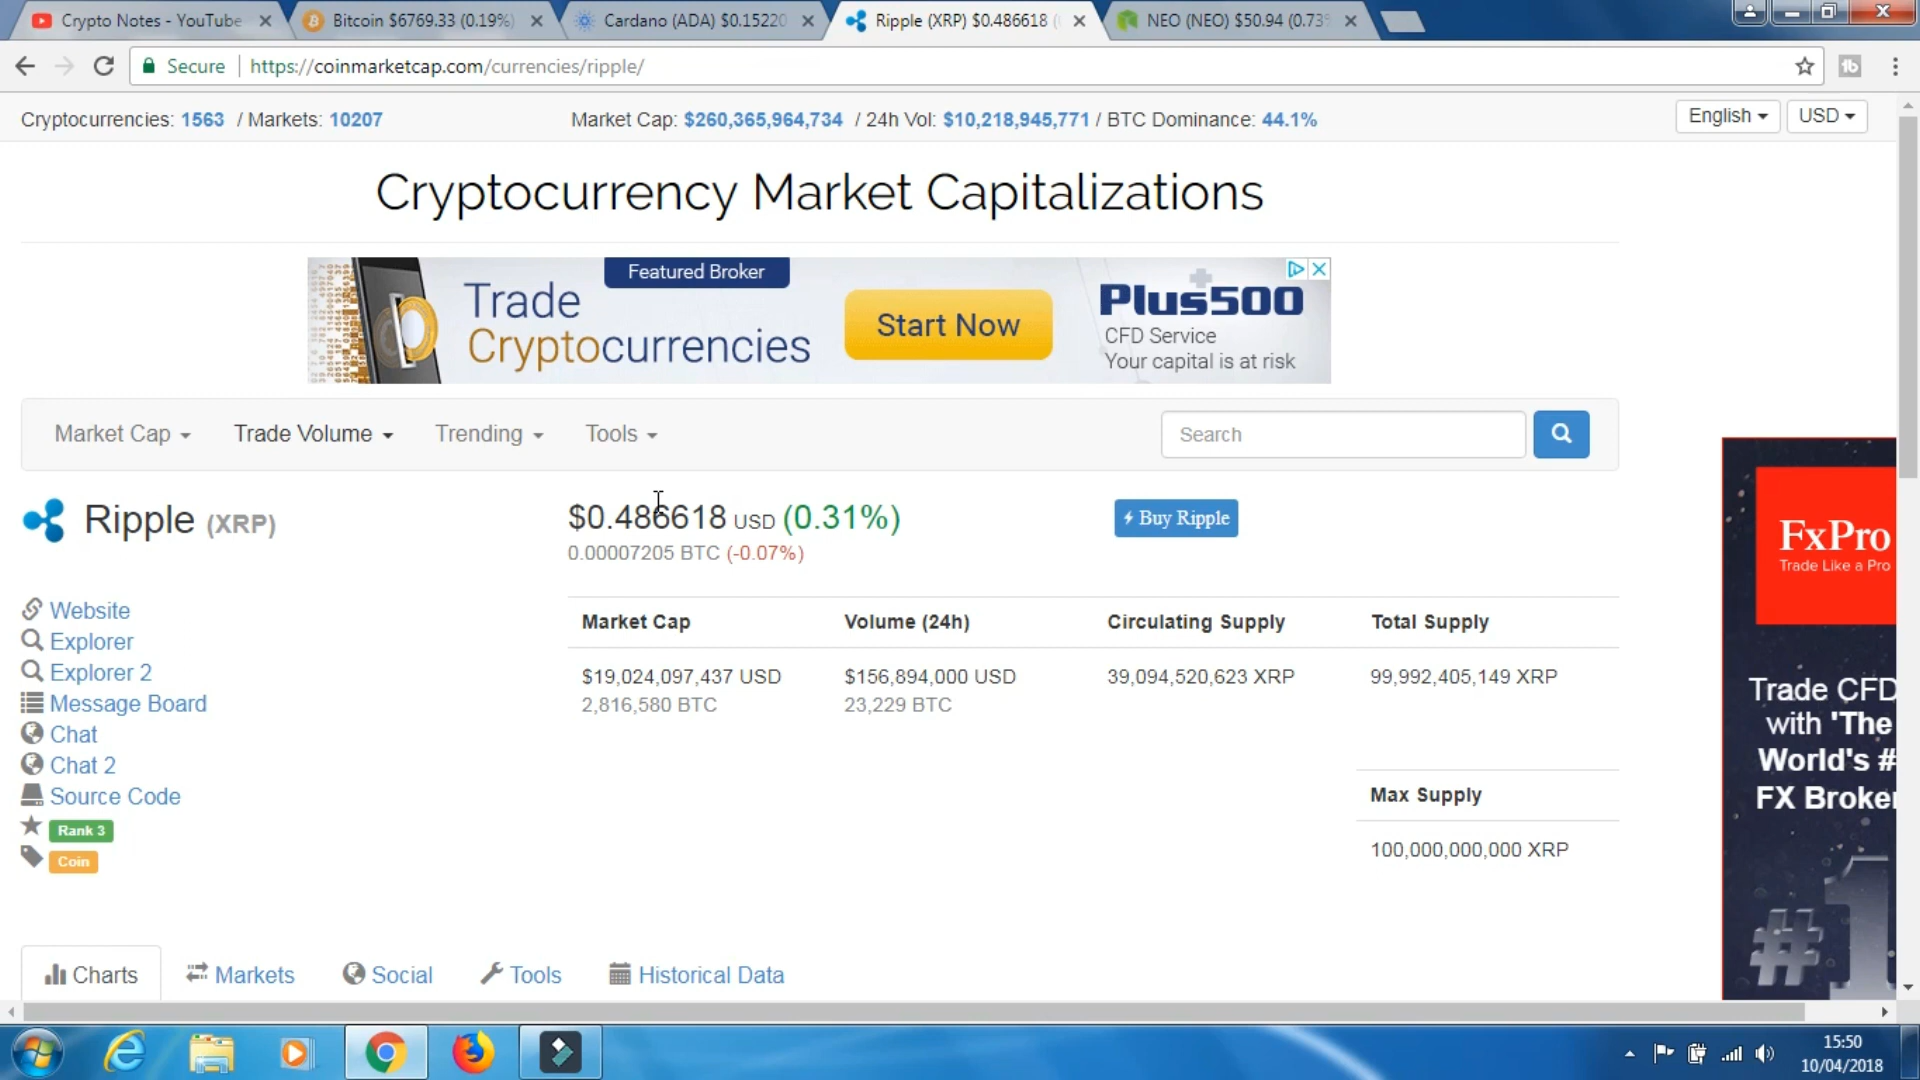 Crypto Notes - YouTube
Bitcoin $6769.33 (0.19%)
Cardano (ADA) $0.15220
Ripple (XRP) $0.486618 (
NEO (NEO) $50.94 (0.73%
Secure
https://coinmarketcap.com/currencies/ripple/
Cryptocurrencies: 1563 / Markets: 10207
Market Cap: $260,365,964,734 / 24h Vol: $10,218,945,771 / BTC Dominance: 44.1%
English
USD
Cryptocurrency Market Capitalizations
Featured Broker
Trade
Cryptocurrencies
Start Now
Plus500
CFD Service
Your capital is at risk
Market Cap
Trade Volume
Trending
Tools
Search
Ripple (XRP)
$0.486618 USD (0.31%)
0.00007205 BTC (-0.07%)
Buy Ripple
FxPro
Trade Like a Pro
Website
Explorer
Explorer 2
Message Board
Chat
Chat 2
Source Code
Rank 3
Coin
Market Cap
Volume (24h)
Circulating Supply
Total Supply
$19,024,097,437 USD
$156,894,000 USD
39,094,520,623 XRP
99,992,405,149 XRP
2,816,580 BTC
23,229 BTC
Max Supply
100,000,000,000 XRP
Trade CFD
with 'The
World's #
FX Broker
#1
Charts
Markets
Social
Tools
Historical Data
15:50
10/04/2018